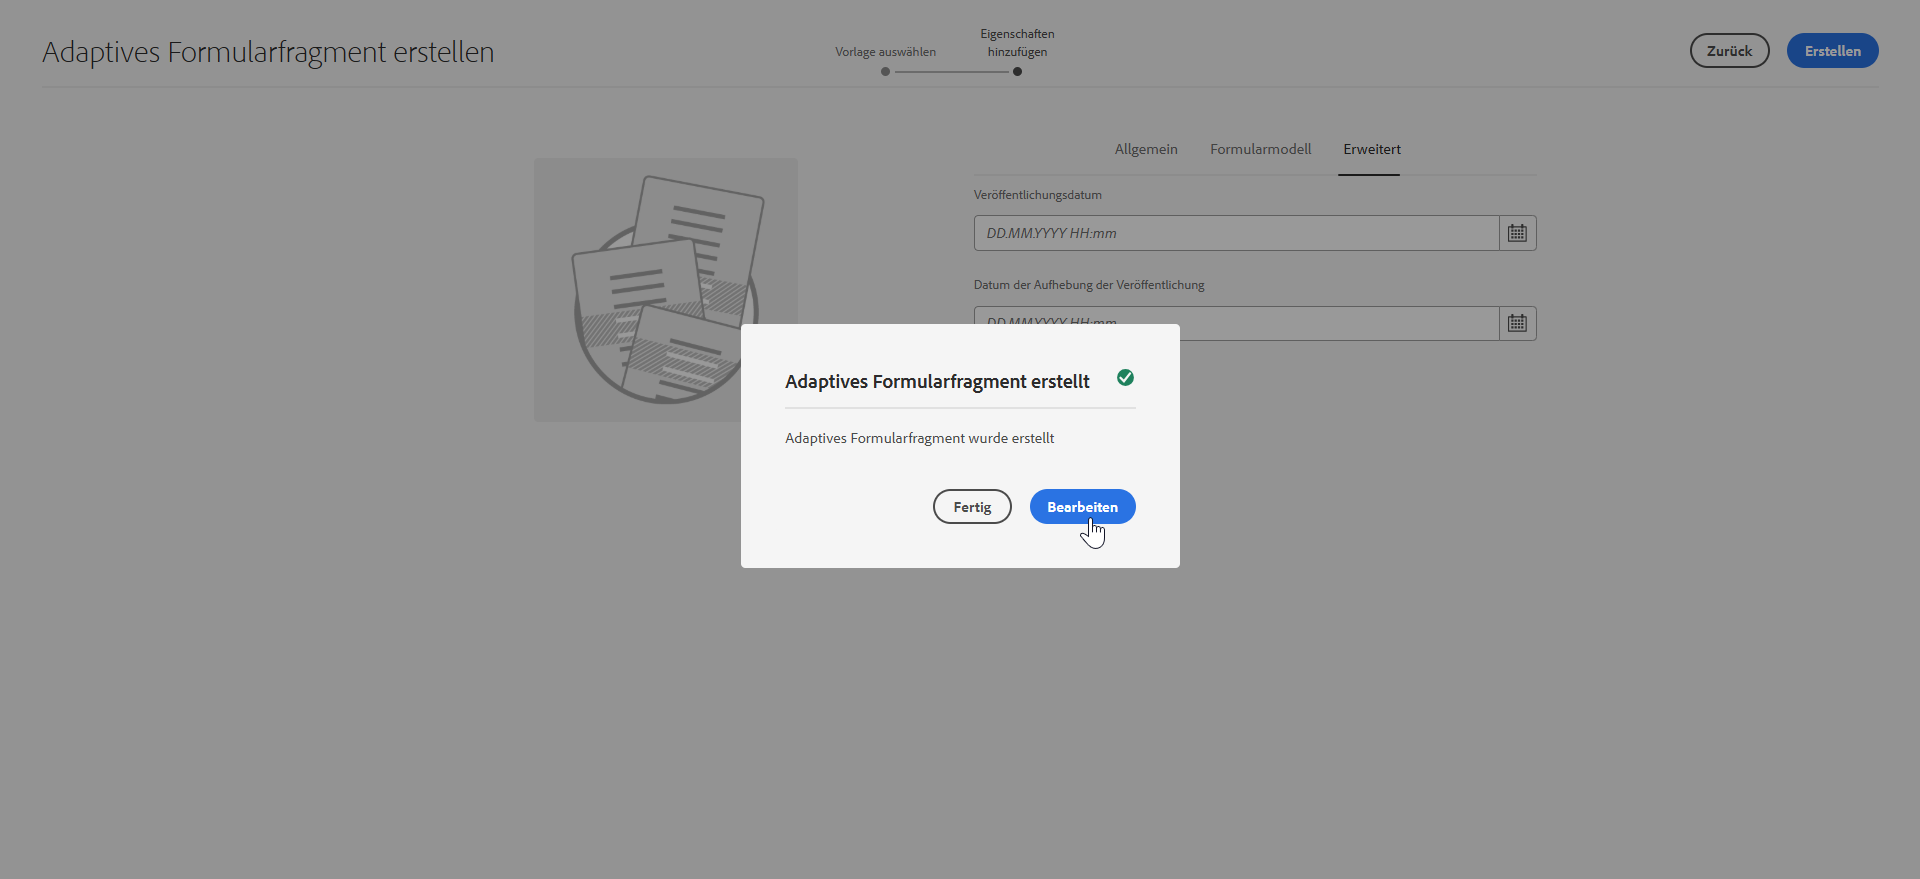 Adaptives Formularfragment erstellen
Vorlage auswählen
Eigenschaften
hinzufügen
Zurück
Erstellen
Allgemein
Formularmodell
Erweitert
Veröffentlichungsdatum
DD.MM.YYYY HH:mm
Datum der Aufhebung der Veröffentlichung
DD.MM.YYYY HH:mm
Adaptives Formularfragment erstellt
Adaptives Formularfragment wurde erstellt
Fertig
Bearbeiten